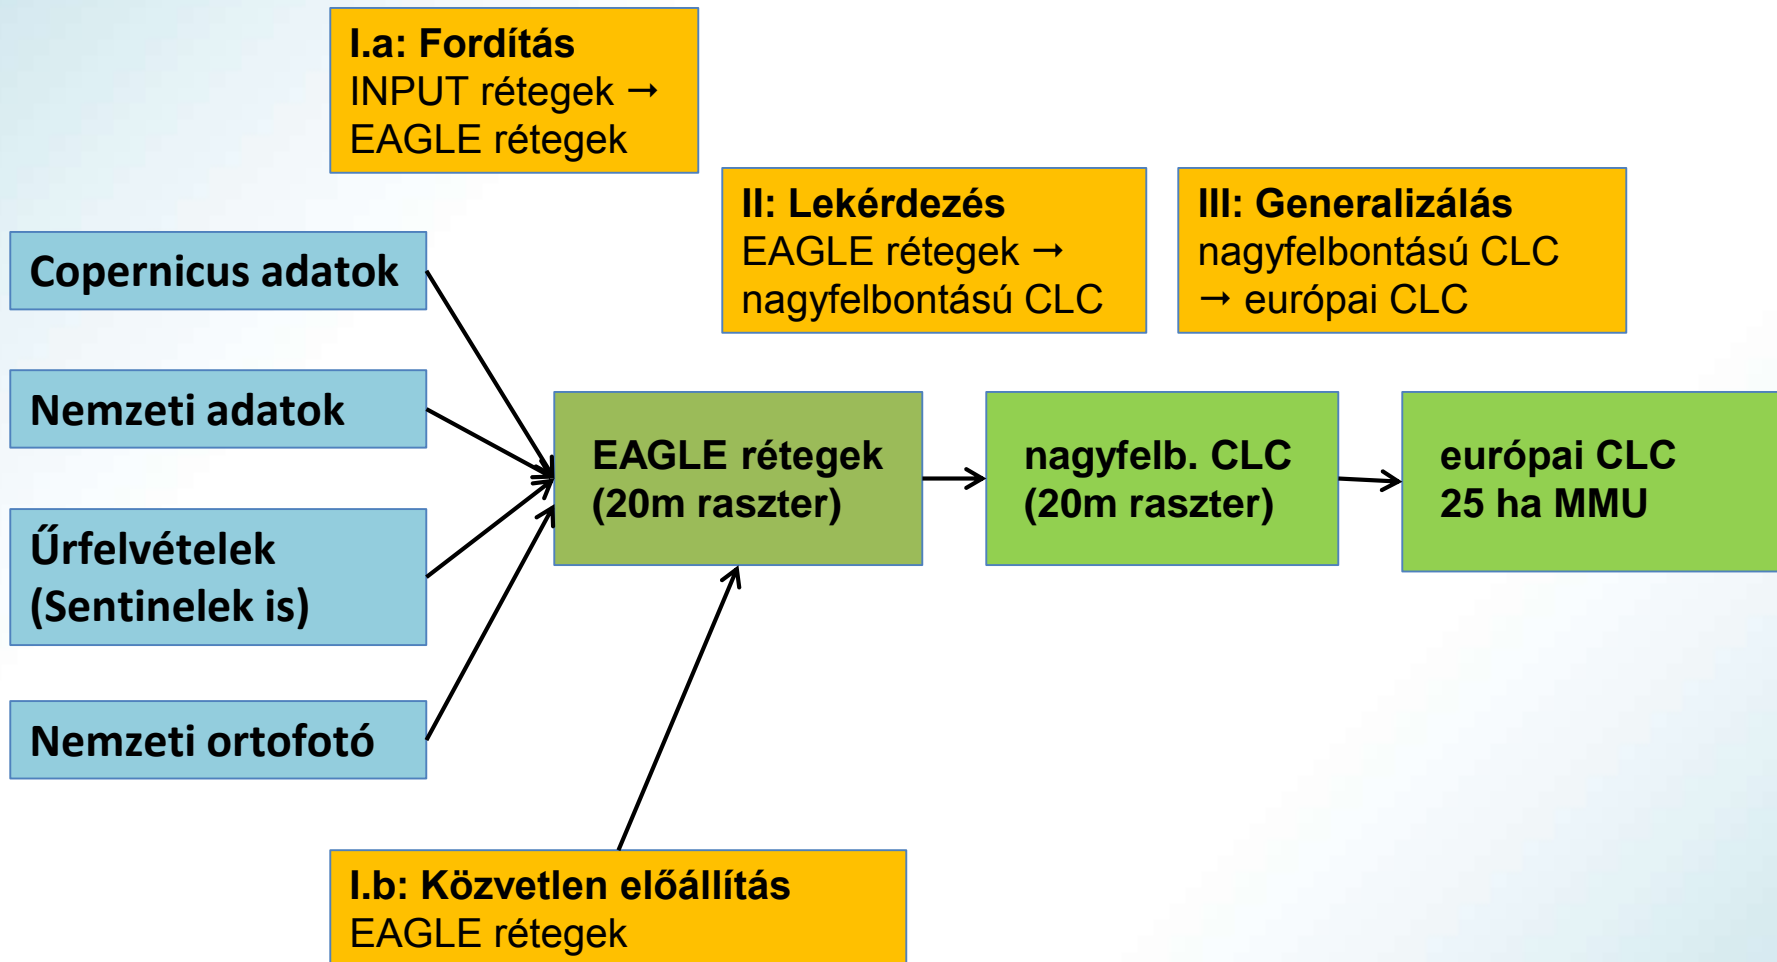 I.a: Fordítás
INPUT rétegek →
EAGLE rétegek
II: Lekérdezés
EAGLE rétegek →
nagyfelbontású CLC
III: Generalizálás
nagyfelbontású CLC
→ európai CLC
Copernicus adatok
Nemzeti adatok
Űrfelvételek
(Sentinelek is)
Nemzeti ortofotó
EAGLE rétegek
(20m raszter)
nagyfelb. CLC
(20m raszter)
európai CLC
25 ha MMU
I.b: Közvetlen előállítás
EAGLE rétegek